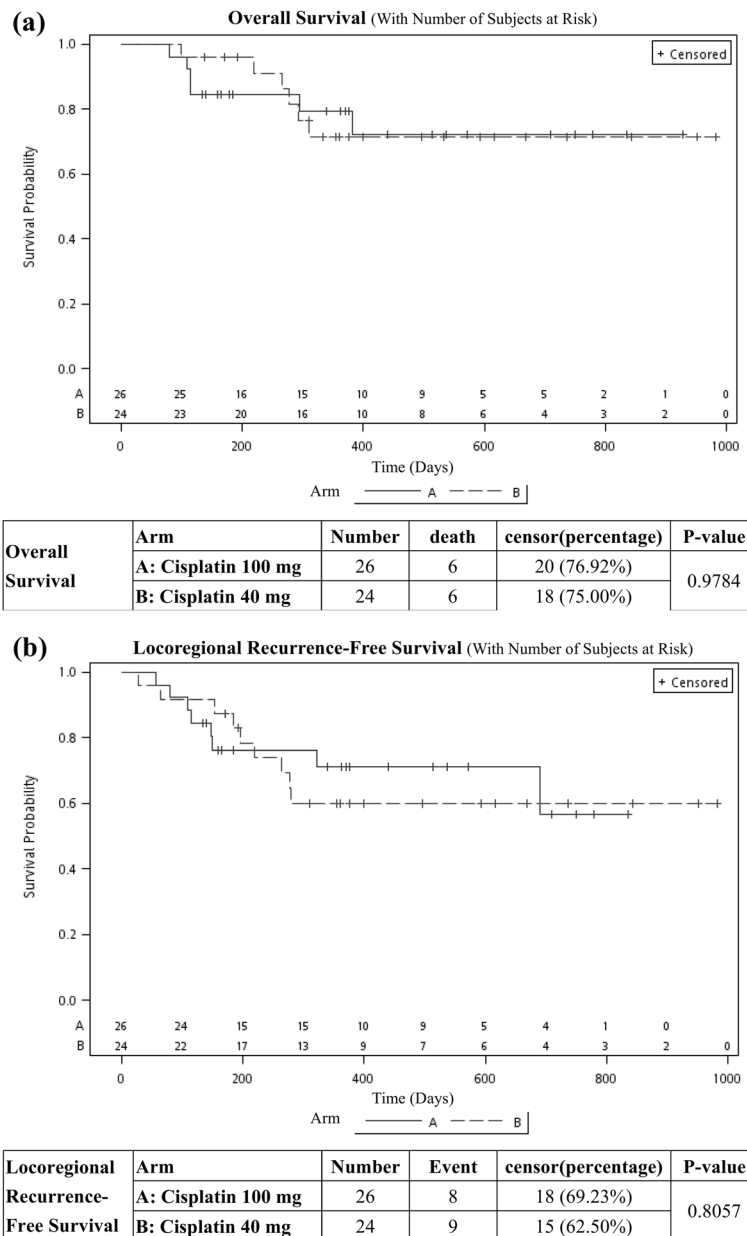 (a)
Overall Survival (With Number of Subjects at Risk)
+ Censored
1.0
0.8
0.6
0.4
0.2
0.0
Survival Probability
A 26 25 16 15 10 9 5 5 2 1 0
B 24 23 20 16 10 8 6 4 3 2 0
0 200 400 600 800 1000
Time (Days)
Arm A B
Overall Survival
Arm Number death censor(percentage) P-value
A: Cisplatin 100 mg 26 6 20 (76.92%) 0.9784
B: Cisplatin 40 mg 24 6 18 (75.00%)
(b)
Locoregional Recurrence-Free Survival (With Number of Subjects at Risk)
+ Censored
1.0
0.8
0.6
0.4
0.2
0.0
Survival Probability
A 26 24 15 15 10 9 5 4 1 0
B 24 22 17 13 9 7 6 4 3 2 0
0 200 400 600 800 1000
Time (Days)
Arm A B
Locoregional Recurrence-Free Survival
Arm Number Event censor(percentage) P-value
A: Cisplatin 100 mg 26 8 18 (69.23%) 0.8057
B: Cisplatin 40 mg 24 9 15 (62.50%)